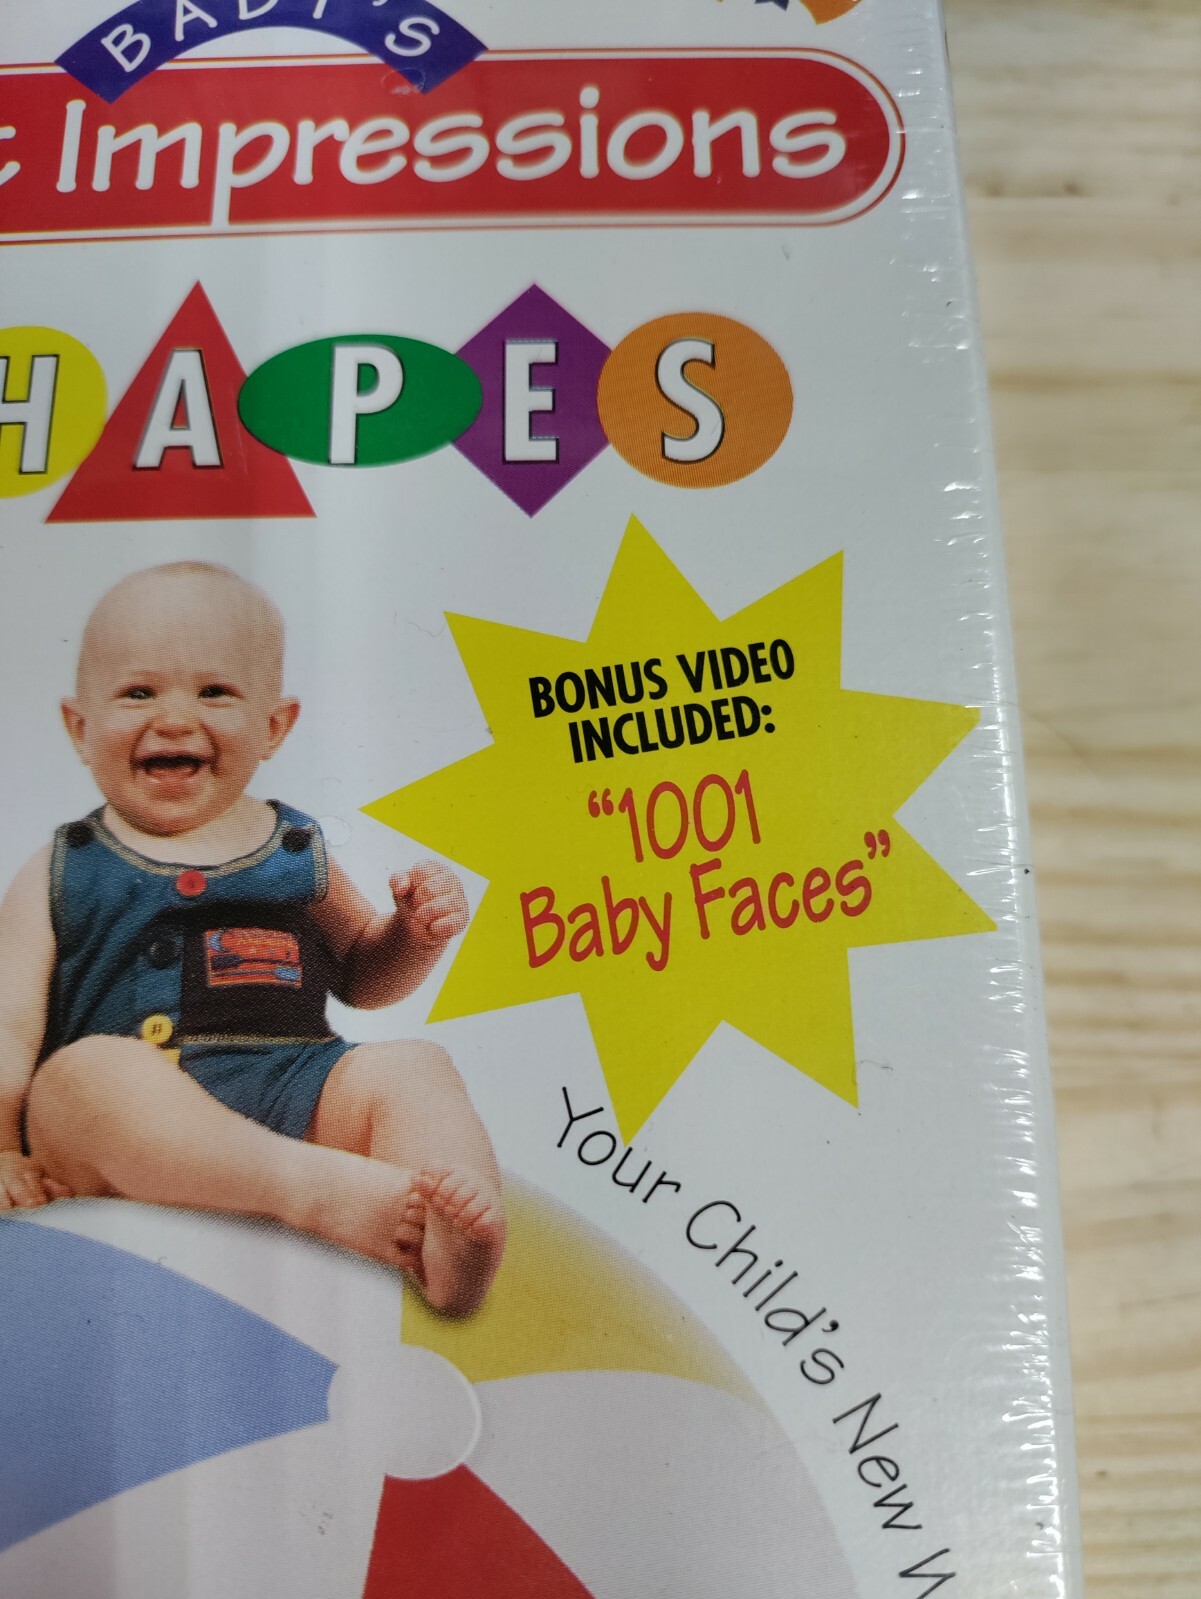 BABY'S
t Impressions
HAPES
BONUS VIDEO
INCLUDED:
“1001
Baby Faces”
Your Child's New W